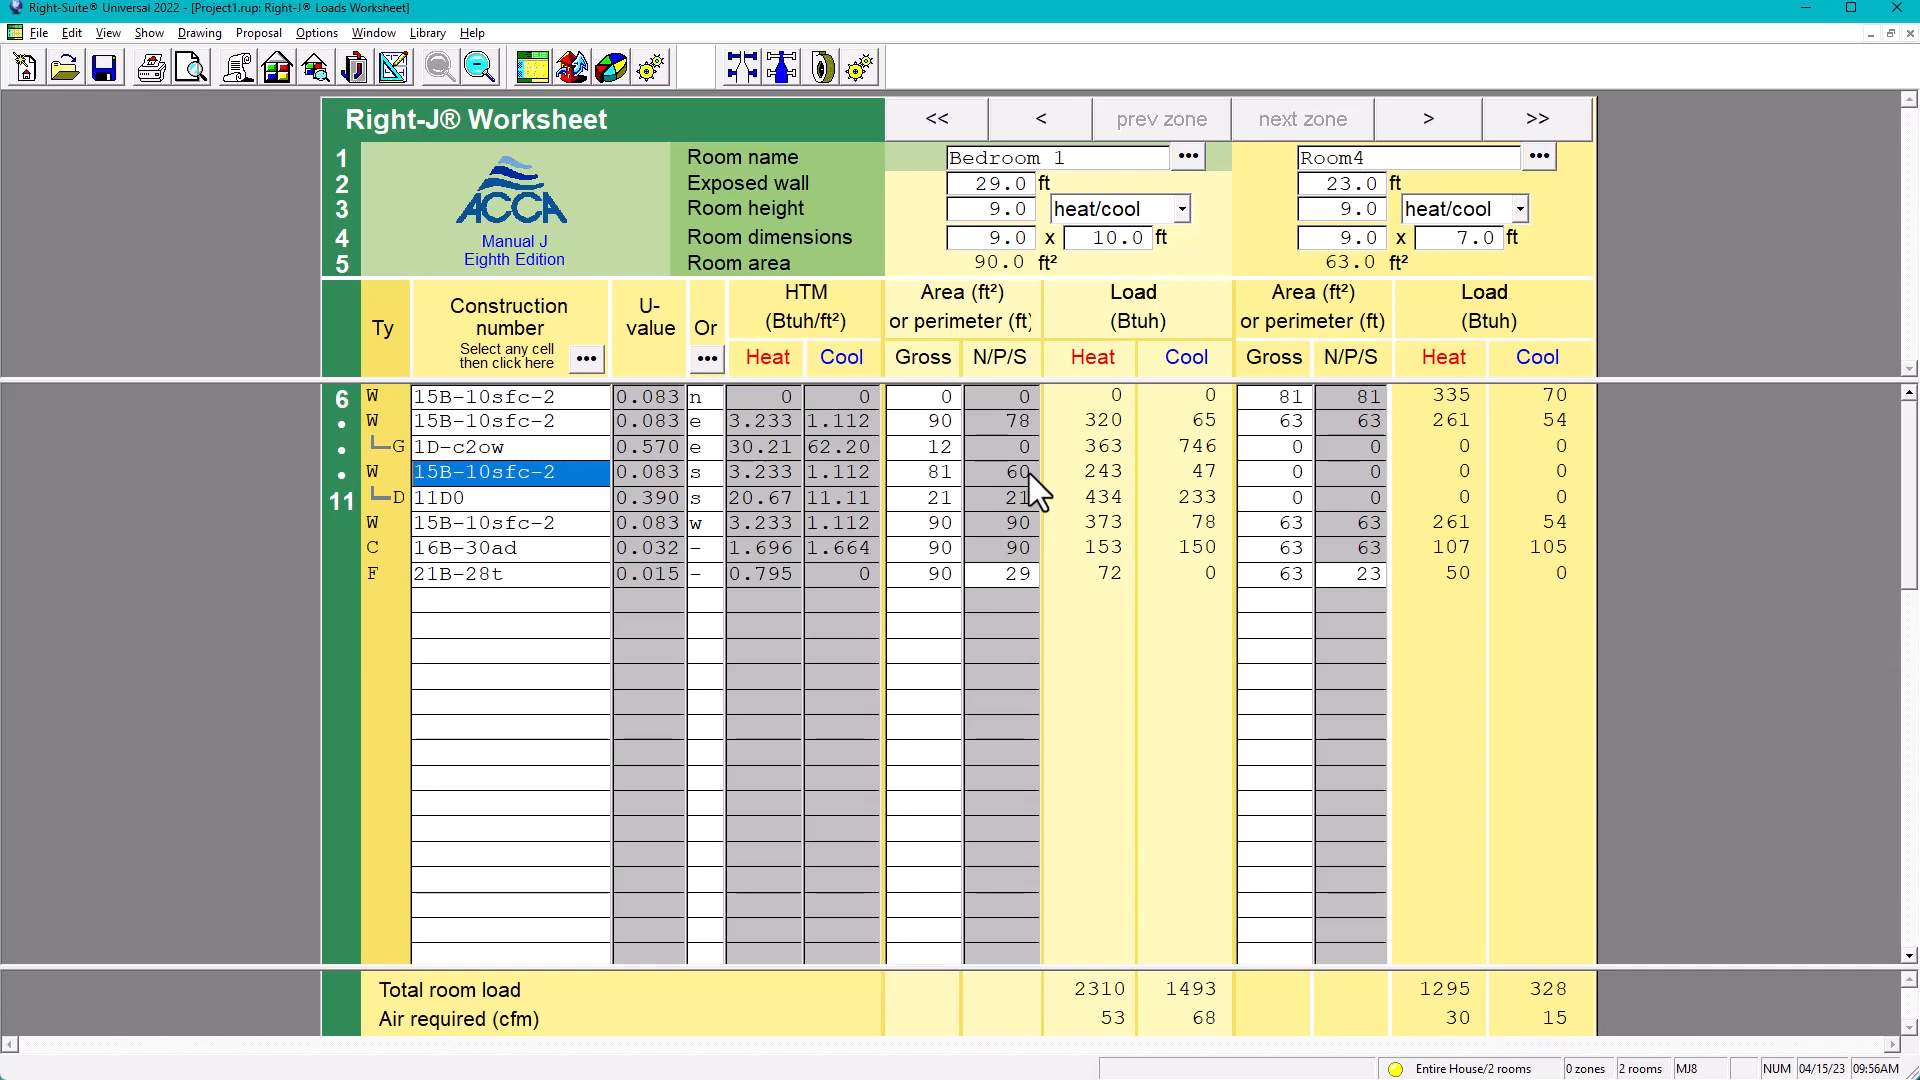 Right-Suite® Universal 2022 - [Project1.rup: Right-J® Loads Worksheet]
File Edit View Show Drawing Proposal Options Window Library Help
Right-J® Worksheet << < prev zone next zone > >>
1 Room name Bedroom 1 ••• Room4 •••
2 Exposed wall 29.0 ft 23.0 ft
3 Room height 9.0 heat/cool 9.0 heat/cool
4 Room dimensions 9.0 x 10.0 ft 9.0 x 7.0 ft
5 Room area 90.0 ft² 63.0 ft²
ACCA
Manual J
Eighth Edition
Ty
Construction
number
Select any cell
then click here •••
U-
value
Or
•••
HTM
(Btuh/ft²)
Heat Cool
Area (ft²)
or perimeter (ft)
Gross N/P/S
Load
(Btuh)
Heat Cool
Area (ft²)
or perimeter (ft)
Gross N/P/S
Load
(Btuh)
Heat Cool
6 W 15B-10sfc-2 0.083 n 0 0 0 0 0 0 81 81 335 70
W 15B-10sfc-2 0.083 e 3.233 1.112 90 78 320 65 63 63 261 54
G 1D-c2ow 0.570 e 30.21 62.20 12 0 363 746 0 0 0 0
W 15B-10sfc-2 0.083 s 3.233 1.112 81 60 243 47 0 0 0 0
11 D 11D0 0.390 s 20.67 11.11 21 21 434 233 0 0 0 0
W 15B-10sfc-2 0.083 w 3.233 1.112 90 90 373 78 63 63 261 54
C 16B-30ad 0.032 - 1.696 1.664 90 90 153 150 63 63 107 105
F 21B-28t 0.015 - 0.795 0 90 29 72 0 63 23 50 0
Total room load 2310 1493 1295 328
Air required (cfm) 53 68 30 15
Entire House/2 rooms 0 zones 2 rooms MJ8 NUM 04/15/23 09:56AM